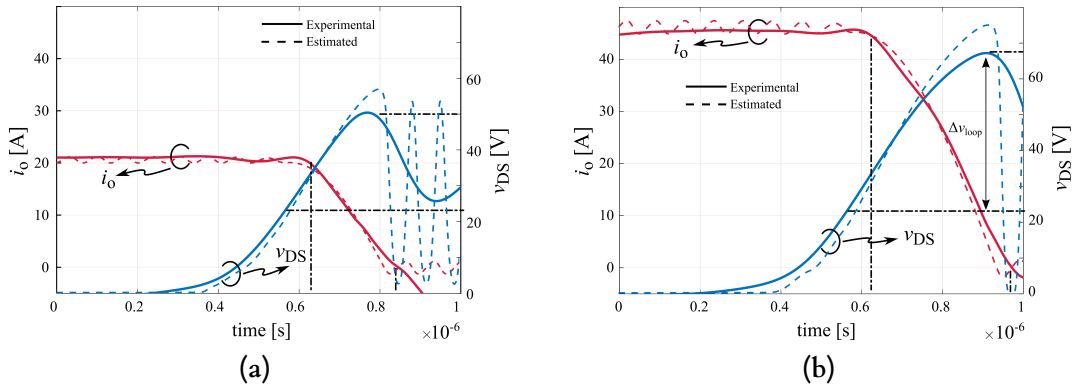 Experimental
Estimated
50
40
30
20
10
0
i_o [A]
i_o
v_DS
60
40
20
0
v_DS [V]
0
0.2
0.4
0.6
0.8
1
time [s]
×10⁻⁶
(a)
Experimental
Estimated
40
30
20
10
0
i_o [A]
i_o
Δv_loop
v_DS
60
40
20
0
v_DS [V]
0
0.2
0.4
0.6
0.8
1
time [s]
×10⁻⁶
(b)